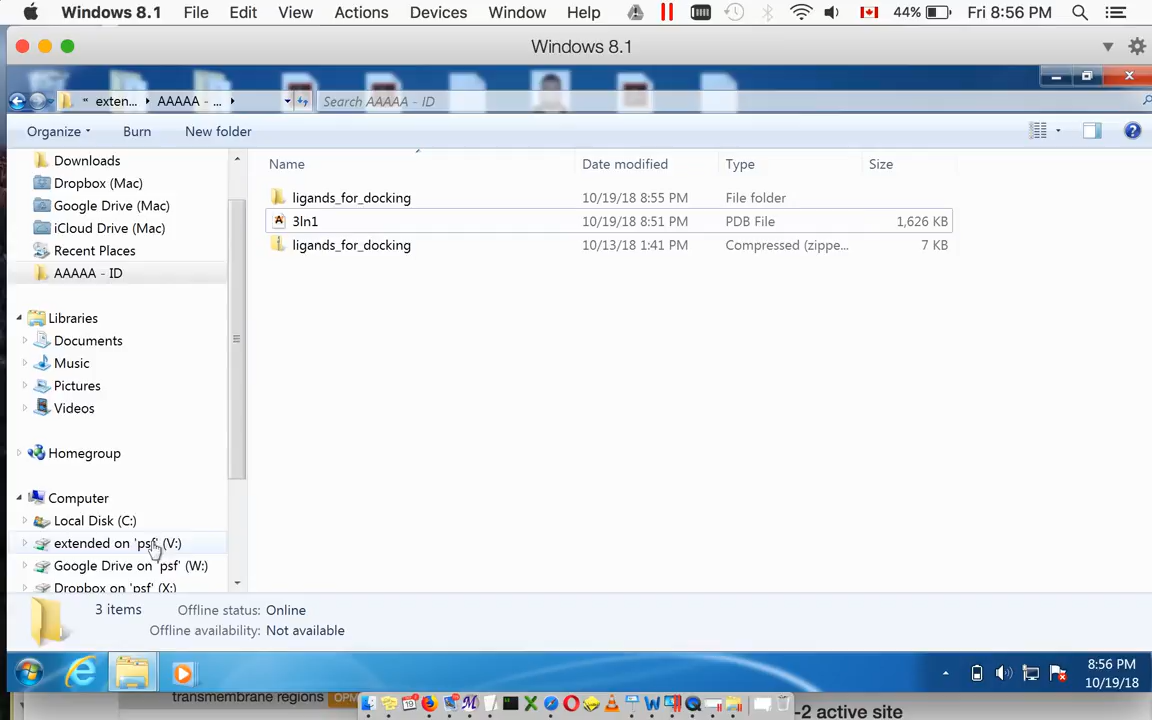 Windows 8.1 File Edit View Actions Devices Window Help 44% Fri 8:56 PM
Windows 8.1
« exten... AAAAA - ... Search AAAAA - ID
Organize Burn New folder
Downloads
Dropbox (Mac)
Google Drive (Mac)
iCloud Drive (Mac)
Recent Places
AAAAA - ID
Libraries
Documents
Music
Pictures
Videos
Homegroup
Computer
Local Disk (C:)
extended on 'psf' (V:)
Google Drive on 'psf' (W:)
Dropbox on 'psf' (X:)
Name Date modified Type Size
ligands_for_docking 10/19/18 8:55 PM File folder
3ln1 10/19/18 8:51 PM PDB File 1,626 KB
ligands_for_docking 10/13/18 1:41 PM Compressed (zippe... 7 KB
3 items Offline status: Online
Offline availability: Not available
8:56 PM
10/19/18
transmembrane regions OPM
-2 active site